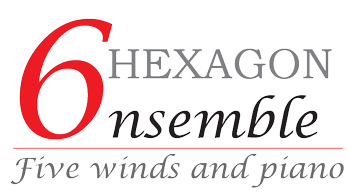 6 HEXAGON
nsemble
Five winds and piano